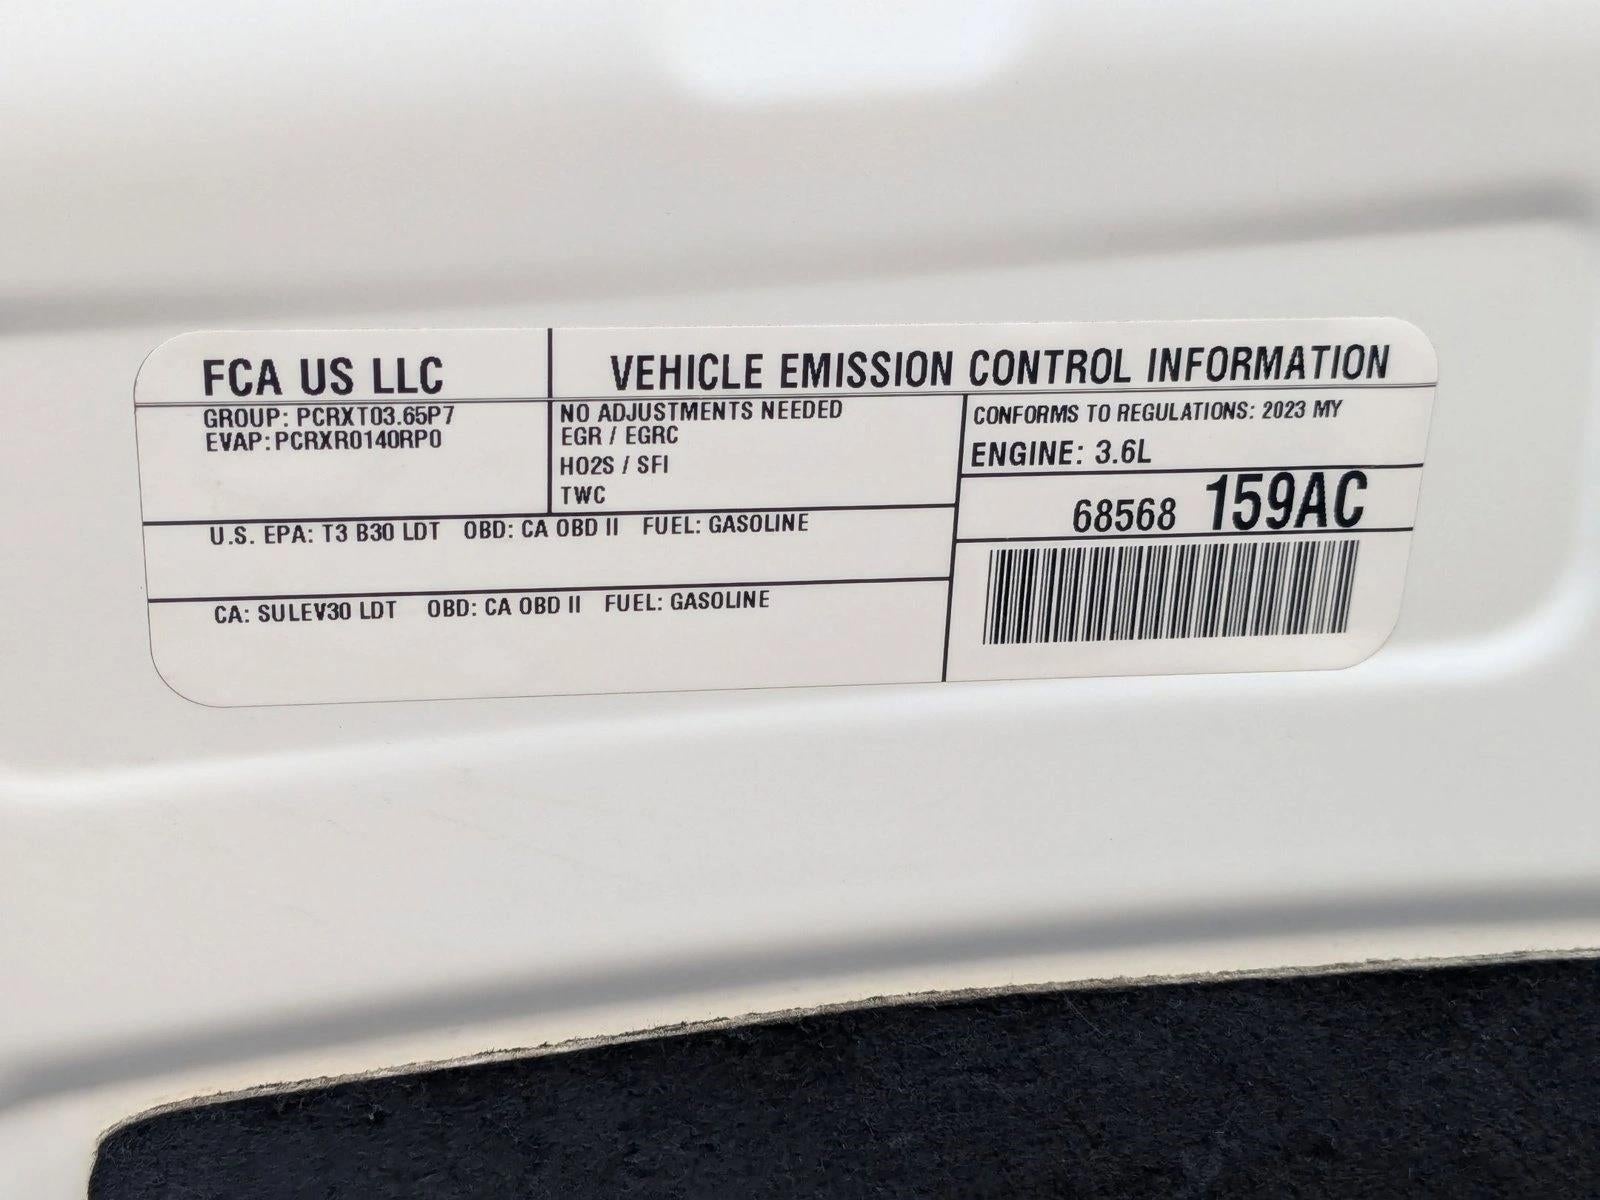 FCA US LLC
VEHICLE EMISSION CONTROL INFORMATION
GROUP: PCRXT03.65P7
EVAP: PCRXR0140RP0
NO ADJUSTMENTS NEEDED
EGR / EGRC
HO2S / SFI
TWC
CONFORMS TO REGULATIONS: 2023 MY
ENGINE: 3.6L
68568 159AC
U.S. EPA: T3 B30 LDT OBD: CA OBD II FUEL: GASOLINE
CA: SULEV30 LDT OBD: CA OBD II FUEL: GASOLINE